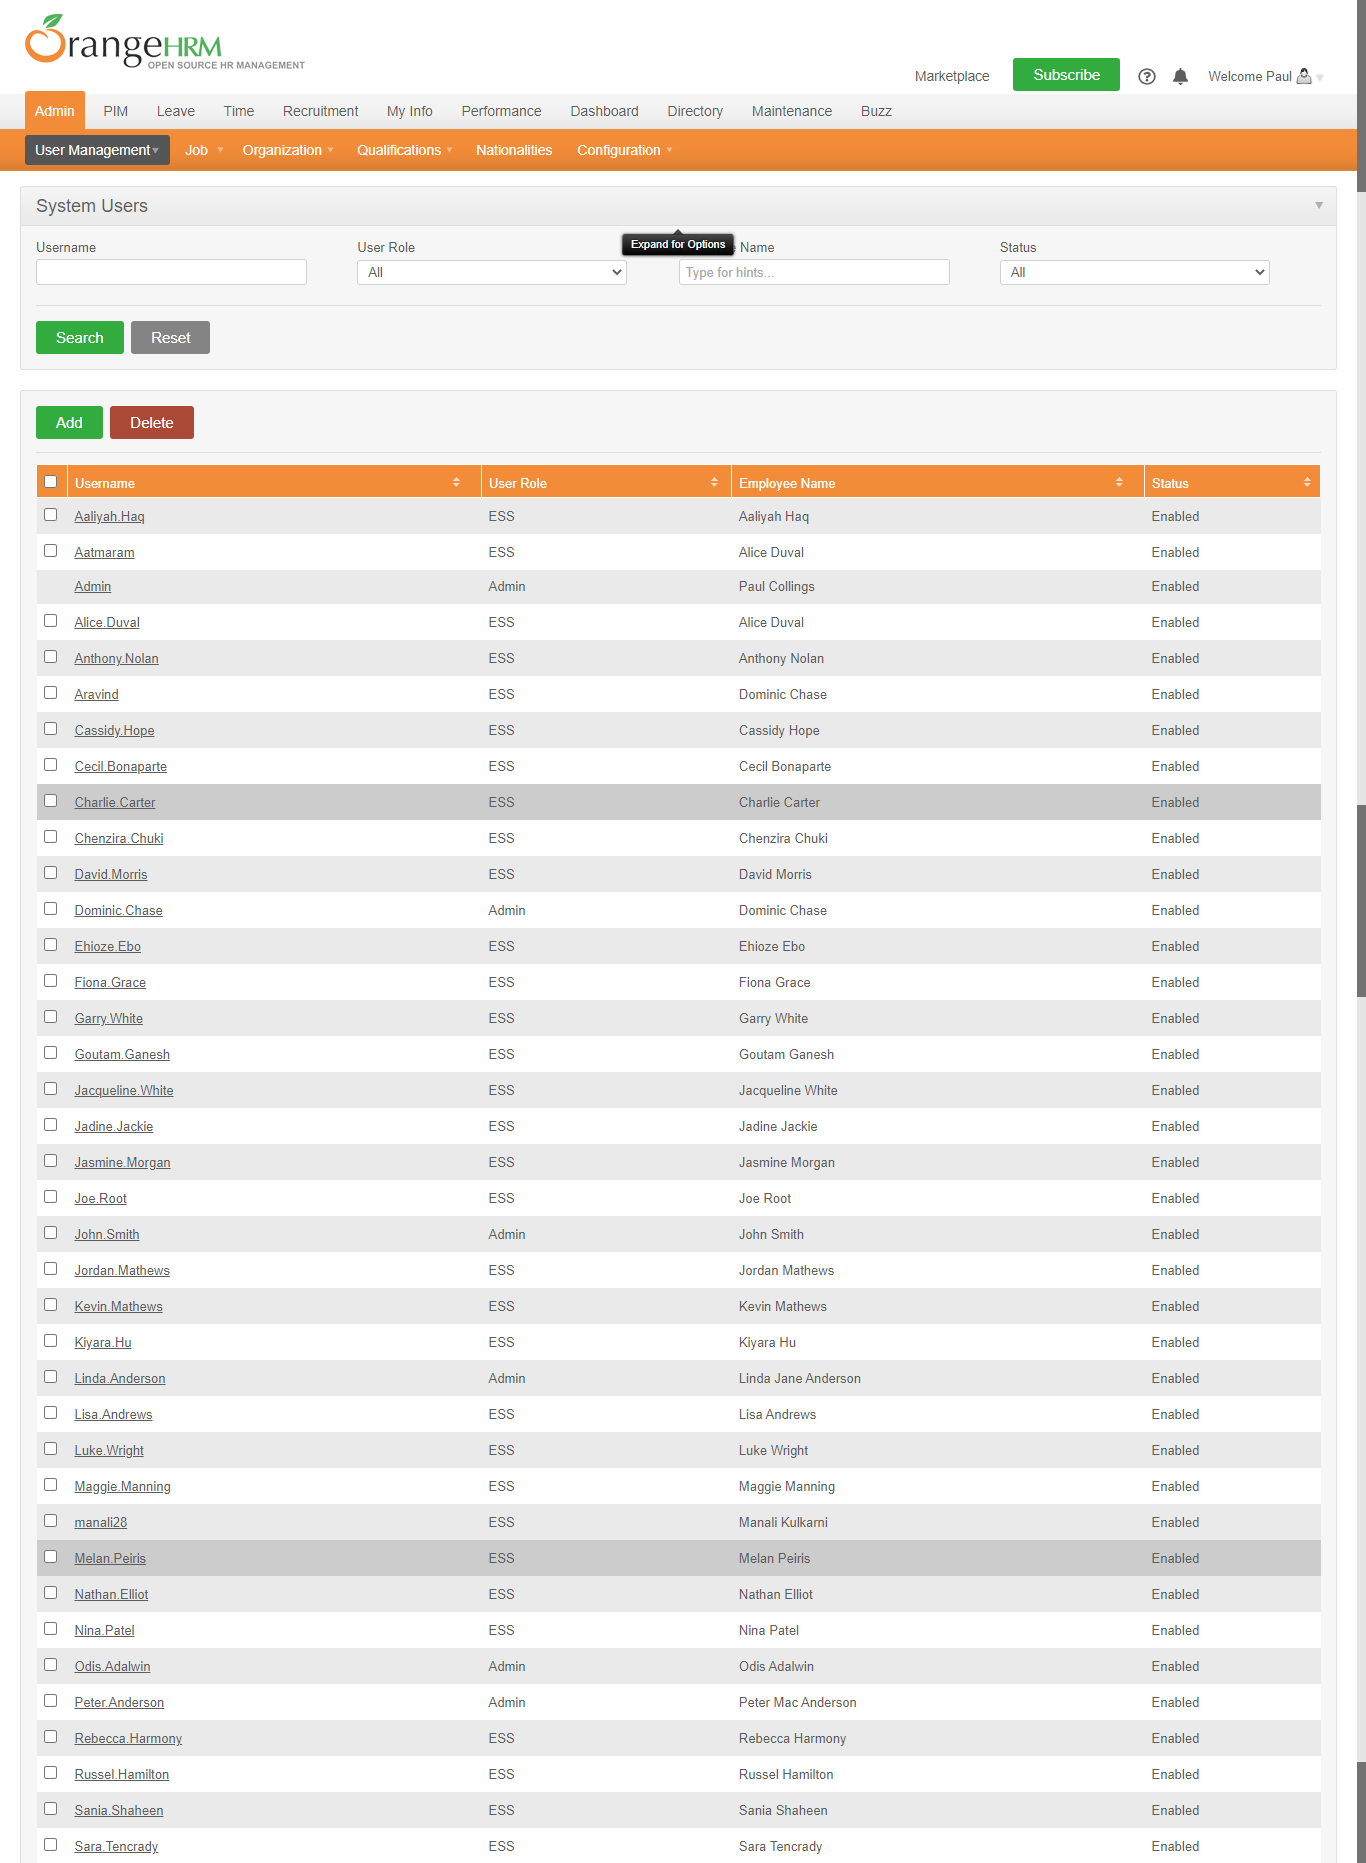 OrangeHRM
OPEN SOURCE HR MANAGEMENT
Marketplace Subscribe Welcome Paul
Admin PIM Leave Time Recruitment My Info Performance Dashboard Directory Maintenance Buzz
User Management Job Organization Qualifications Nationalities Configuration
System Users
Expand for Options
Username User Role Name Status
All Type for hints... All
Search Reset
Add Delete
Username User Role Employee Name Status
Aaliyah.Haq ESS Aaliyah Haq Enabled
Aatmaram ESS Alice Duval Enabled
Admin Admin Paul Collings Enabled
Alice.Duval ESS Alice Duval Enabled
Anthony.Nolan ESS Anthony Nolan Enabled
Aravind ESS Dominic Chase Enabled
Cassidy.Hope ESS Cassidy Hope Enabled
Cecil.Bonaparte ESS Cecil Bonaparte Enabled
Charlie.Carter ESS Charlie Carter Enabled
Chenzira.Chuki ESS Chenzira Chuki Enabled
David.Morris ESS David Morris Enabled
Dominic.Chase Admin Dominic Chase Enabled
Ehioze.Ebo ESS Ehioze Ebo Enabled
Fiona.Grace ESS Fiona Grace Enabled
Garry.White ESS Garry White Enabled
Goutam.Ganesh ESS Goutam Ganesh Enabled
Jacqueline.White ESS Jacqueline White Enabled
Jadine.Jackie ESS Jadine Jackie Enabled
Jasmine.Morgan ESS Jasmine Morgan Enabled
Joe.Root ESS Joe Root Enabled
John.Smith Admin John Smith Enabled
Jordan.Mathews ESS Jordan Mathews Enabled
Kevin.Mathews ESS Kevin Mathews Enabled
Kiyara.Hu ESS Kiyara Hu Enabled
Linda.Anderson Admin Linda Jane Anderson Enabled
Lisa.Andrews ESS Lisa Andrews Enabled
Luke.Wright ESS Luke Wright Enabled
Maggie.Manning ESS Maggie Manning Enabled
manali28 ESS Manali Kulkarni Enabled
Melan.Peiris ESS Melan Peiris Enabled
Nathan.Elliot ESS Nathan Elliot Enabled
Nina.Patel ESS Nina Patel Enabled
Odis.Adalwin Admin Odis Adalwin Enabled
Peter.Anderson Admin Peter Mac Anderson Enabled
Rebecca.Harmony ESS Rebecca Harmony Enabled
Russel.Hamilton ESS Russel Hamilton Enabled
Sania.Shaheen ESS Sania Shaheen Enabled
Sara.Tencrady ESS Sara Tencrady Enabled